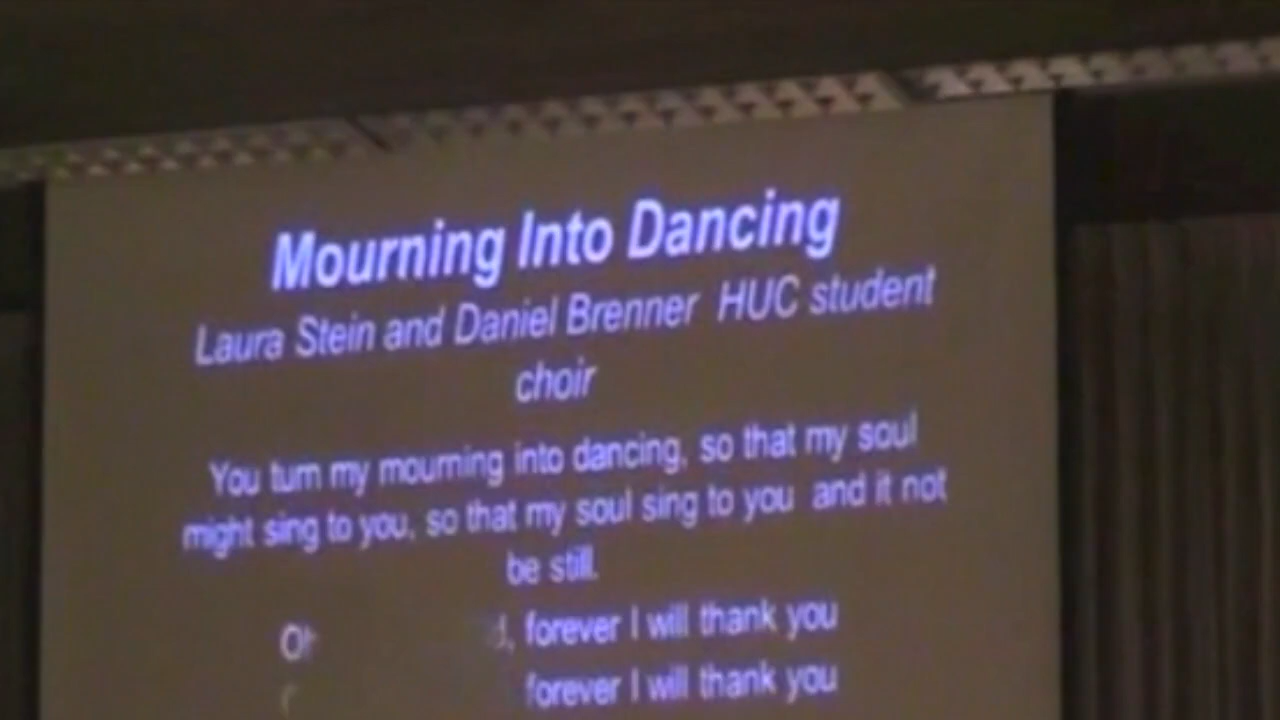 Mourning Into Dancing
Laura Stein and Daniel Brenner HUC student
choir
You turn my mourning into dancing, so that my soul
might sing to you, so that my soul sing to you and it not
be still.
forever I will thank you
forever I will thank you